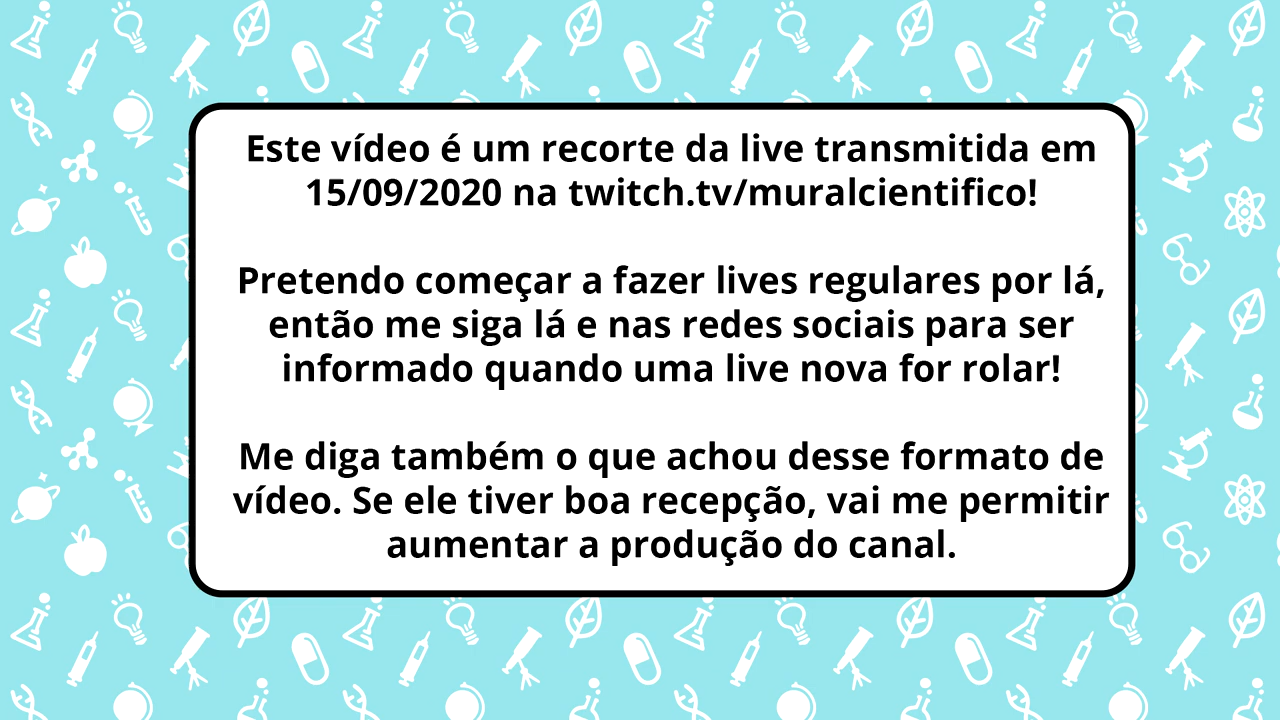 Este vídeo é um recorte da live transmitida em
15/09/2020 na twitch.tv/muralcientifico!
Pretendo começar a fazer lives regulares por lá,
então me siga lá e nas redes sociais para ser
informado quando uma live nova for rolar!
Me diga também o que achou desse formato de
vídeo. Se ele tiver boa recepção, vai me permitir
aumentar a produção do canal.